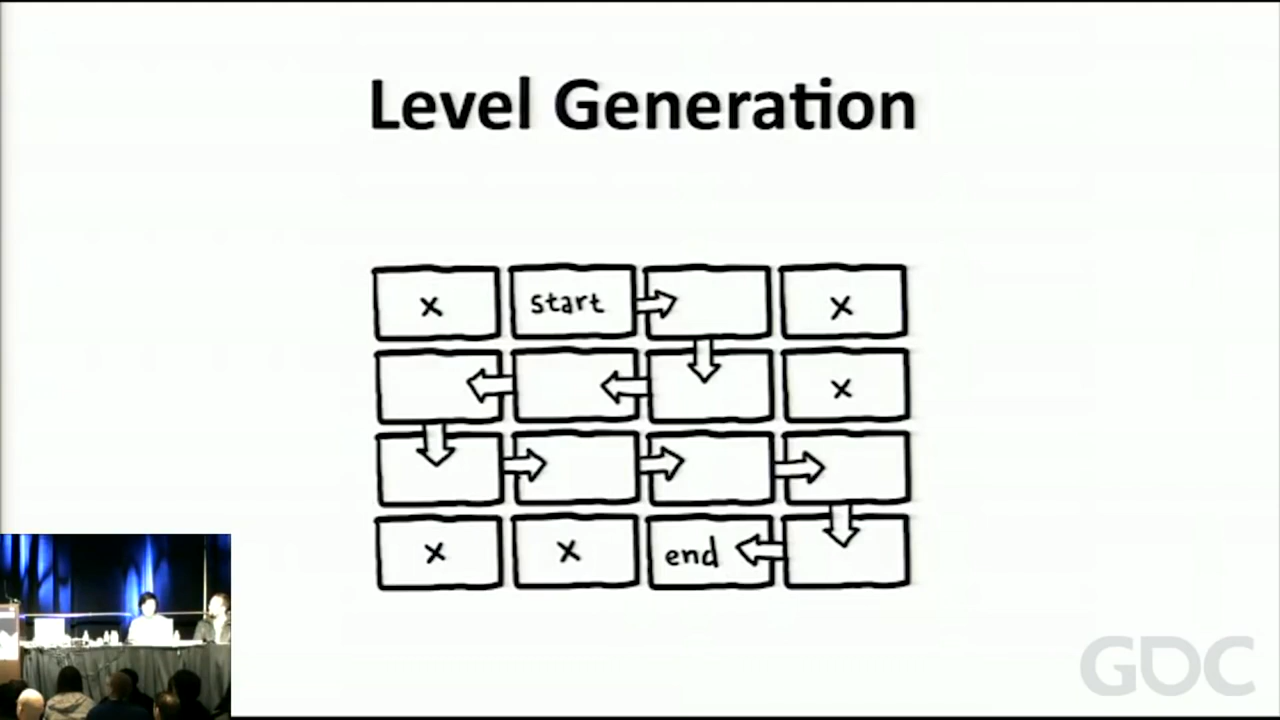 Level Generation
x start x
x
x x end
GDC